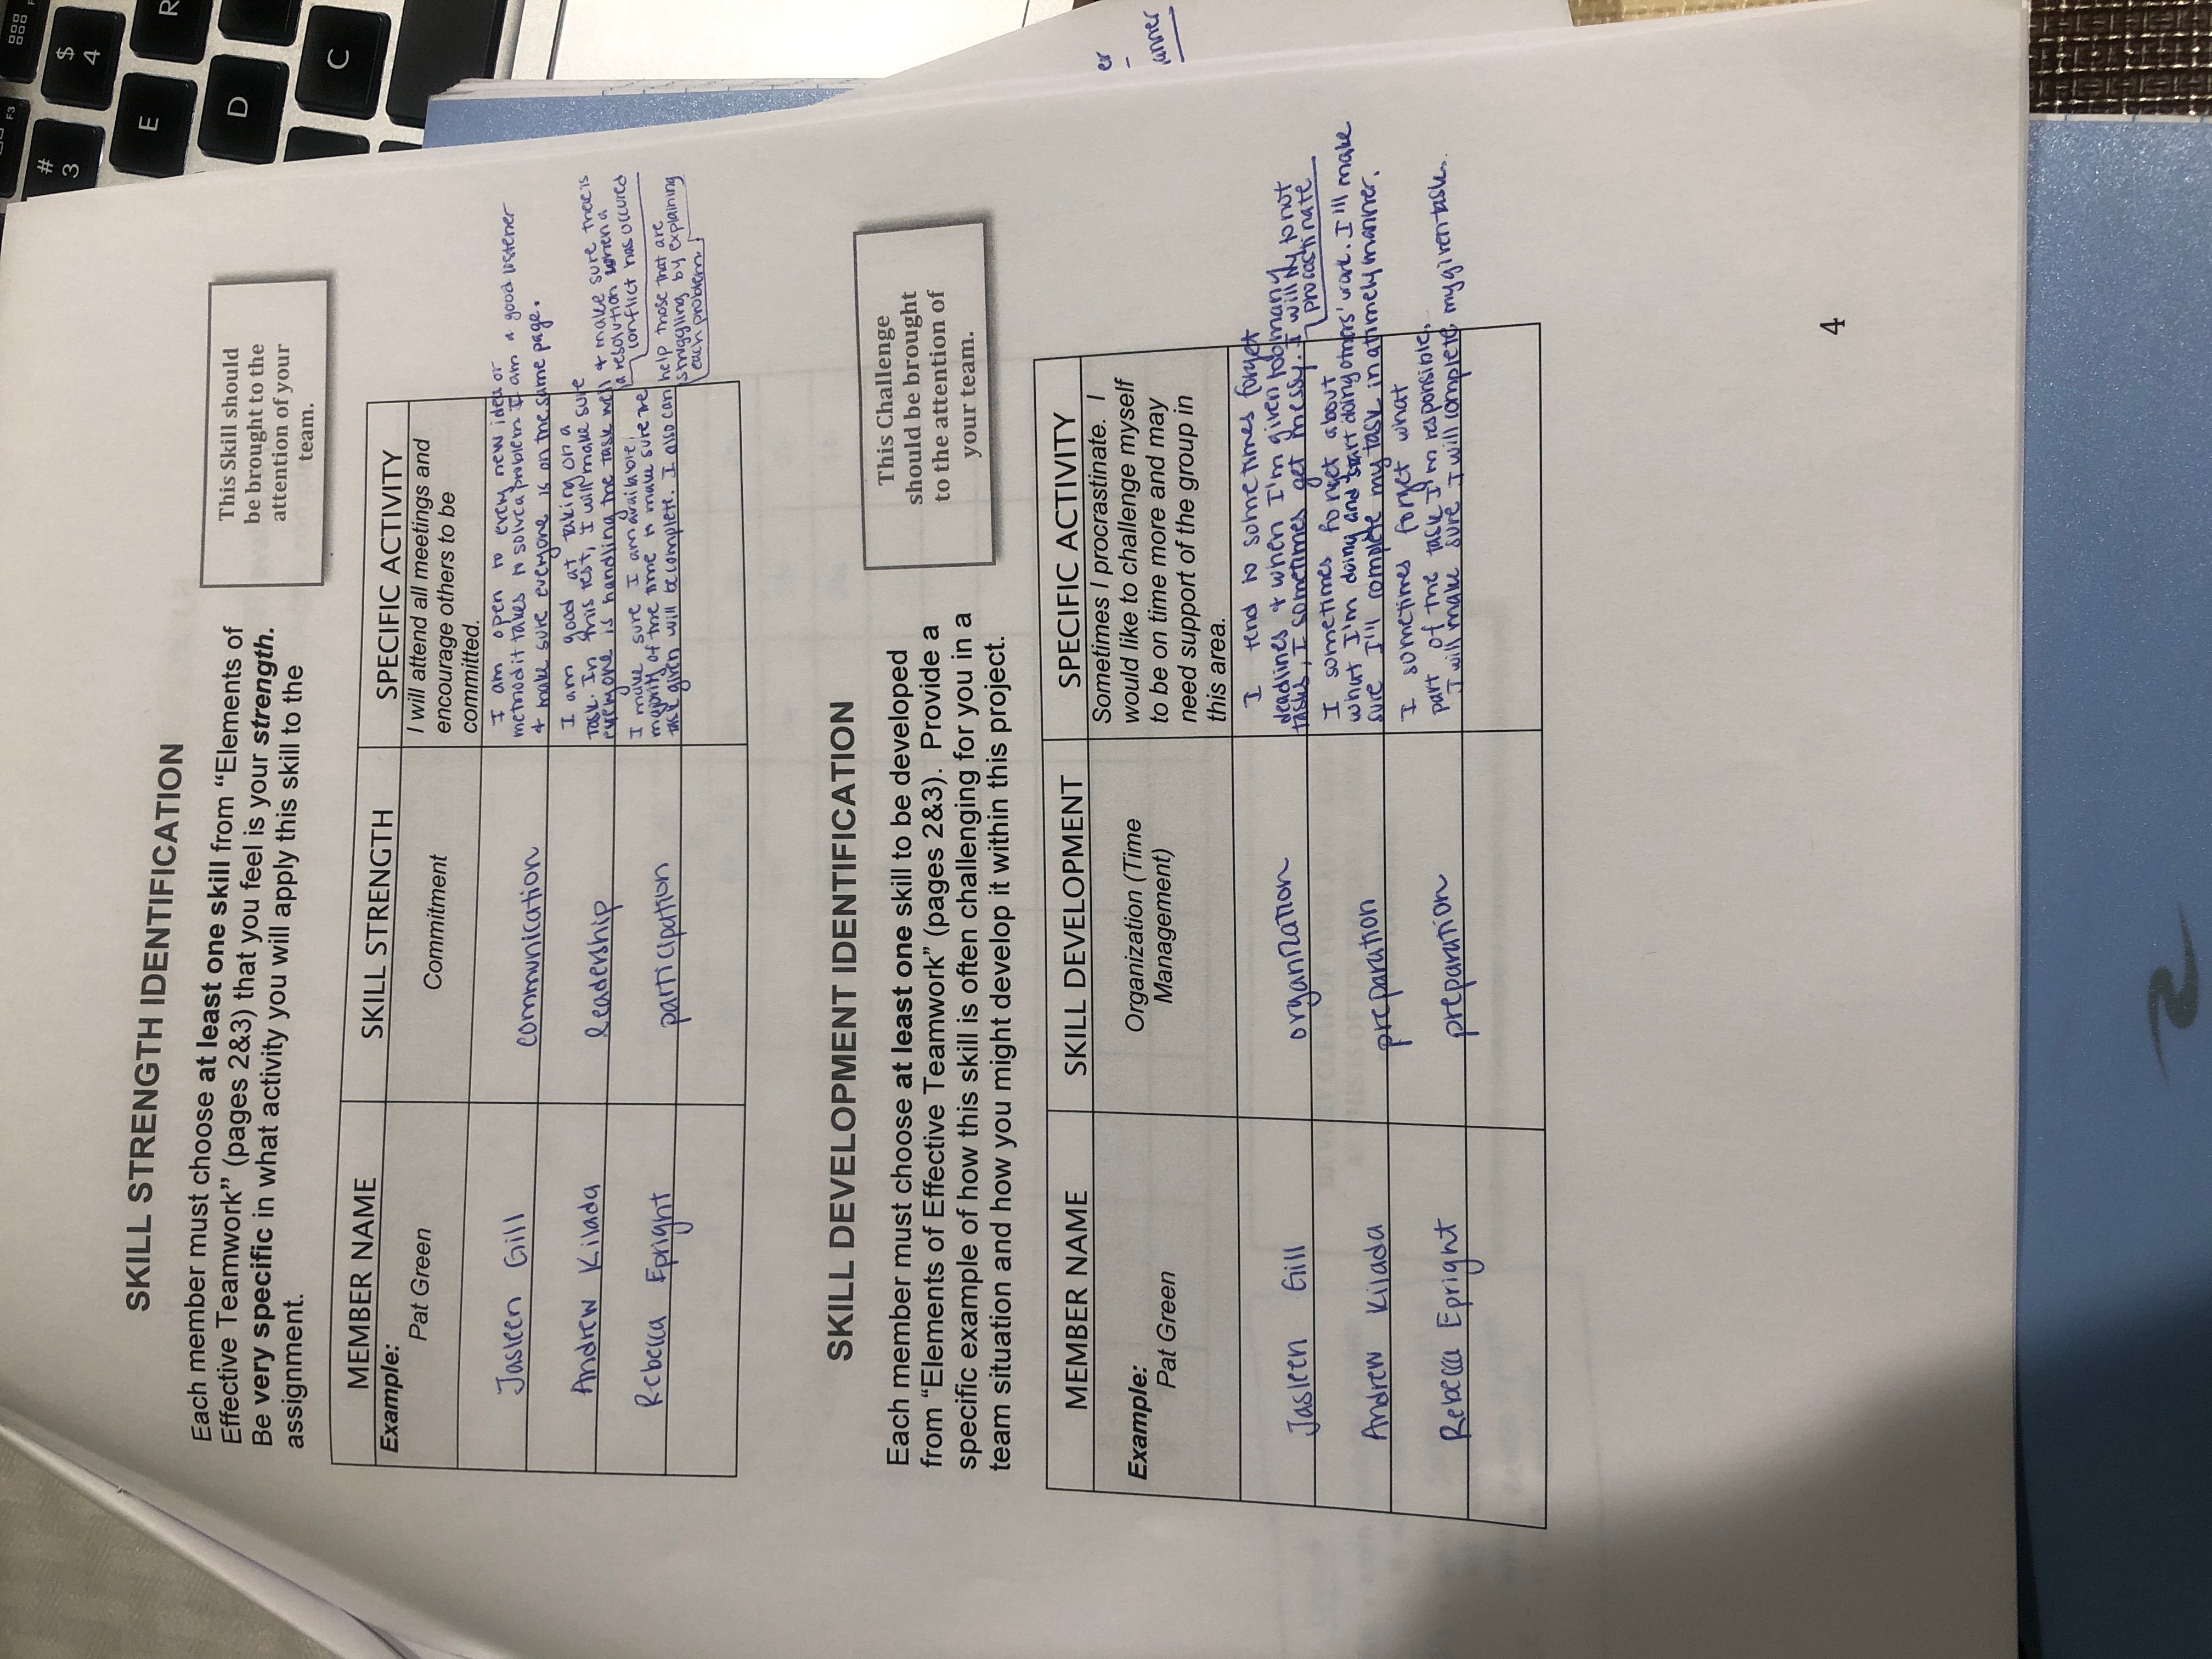 SKILL STRENGTH IDENTIFICATION
Each member must choose at least one skill from “Elements of
Effective Teamwork” (pages 2&3) that you feel is your strength.
Be very specific in what activity you will apply this skill to the
assignment.
This Skill should
be brought to the
attention of your
team.
MEMBER NAME
SKILL STRENGTH
SPECIFIC ACTIVITY
Example:
Pat Green
Commitment
I will attend all meetings and
encourage others to be
committed.
Jasleen Gill
communication
I am open to every new idea or
method it takes to solve a problem I am a good listener
+ make sure everyone is on the same page.
Andrew Kilada
leadership
I am good at taking on a
task. In this test, I will make sure
everyone is handling the task well + make sure there is
a resolution when a
conflict has occured
Rebecca Epright
participation
I make sure I am available
majority of the time to make sure the
task given will be complete. I also can help those that are
struggling by explaining
each problem.
SKILL DEVELOPMENT IDENTIFICATION
Each member must choose at least one skill to be developed
from “Elements of Effective Teamwork” (pages 2&3). Provide a
specific example of how this skill is often challenging for you in a
team situation and how you might develop it within this project.
This Challenge
should be brought
to the attention of
your team.
MEMBER NAME
SKILL DEVELOPMENT
SPECIFIC ACTIVITY
Example:
Pat Green
Organization (Time
Management)
Sometimes I procrastinate. I
would like to challenge myself
to be on time more and may
need support of the group in
this area.
Jasleen Gill
organization
I tend to sometimes forget
deadlines + when I'm given too many
tasks, I sometimes get messy. I will try to not
procastinate
Andrew Kilada
preparation
I sometimes forget about
what I'm doing and start doing others' work. I'll make
sure I'll complete my task in a timely manner.
Rebecca Epright
preparation
I sometimes forget what
part of the task I'm responsible.
I will make sure I will complete my given task.
4
#
3
$
4
E
R
D
C
F3
er
anner